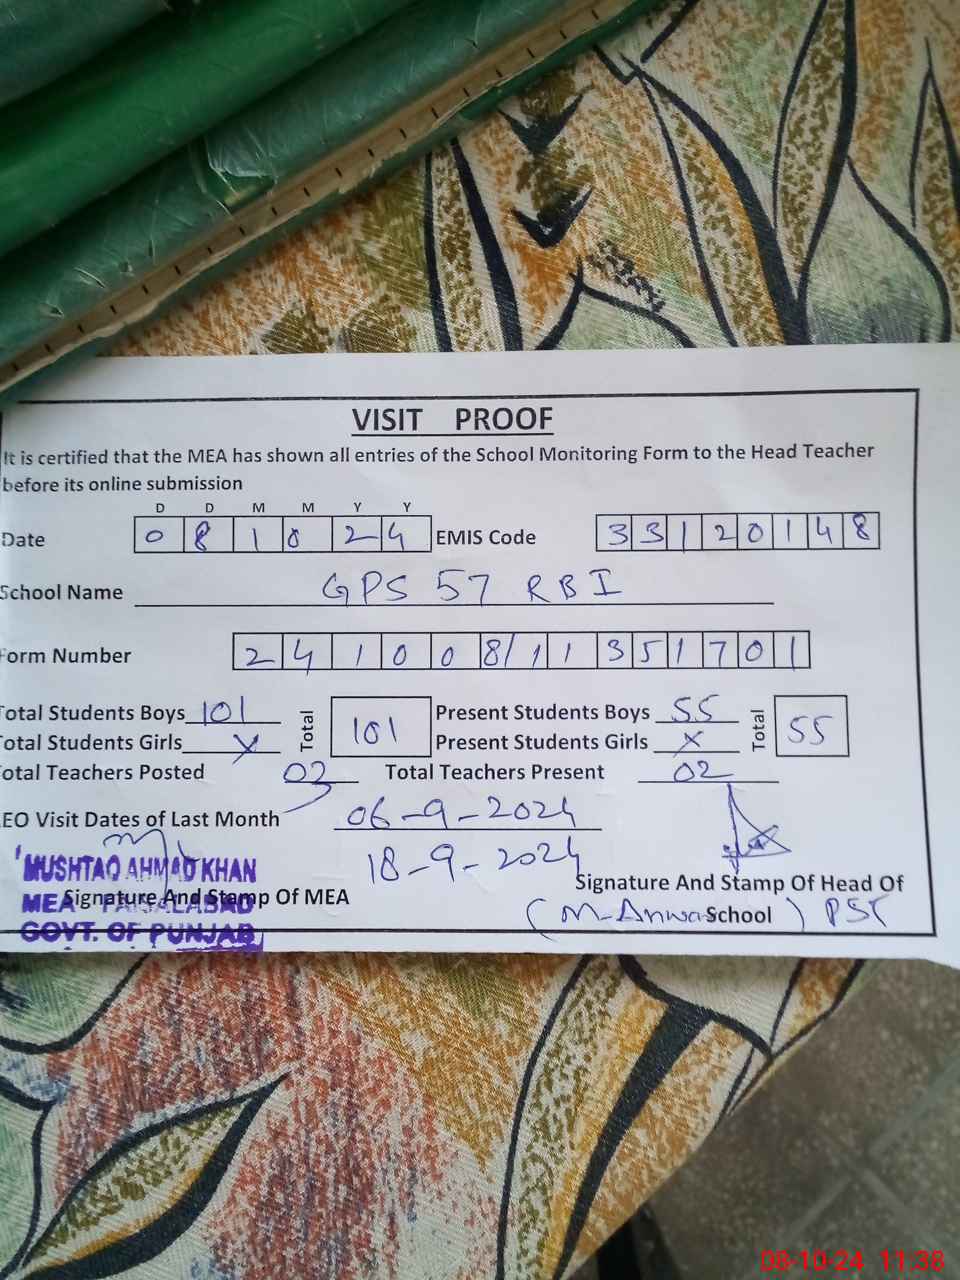 VISIT PROOF
It is certified that the MEA has shown all entries of the School Monitoring Form to the Head Teacher
before its online submission
D D M M Y Y
Date 0 8 1 0 2 4 EMIS Code 3 3 1 2 0 1 4 8
School Name GPS 57 RBI
Form Number 2 4 1 0 0 8/ 1 1 3 5 1 7 0 1
Total Students Boys 101 Total 101 Present Students Boys 55 Total 55
Total Students Girls X Present Students Girls X
Total Teachers Posted 03 Total Teachers Present 02
EO Visit Dates of Last Month 06-9-2024
18-9-2024
MUSHTAQ AHMAD KHAN
Signature And Stamp Of MEA Signature And Stamp Of Head Of
MEA FAISALABAD (M-Anwar School) PST
GOVT. OF PUNJAB
08-10-24 11:38